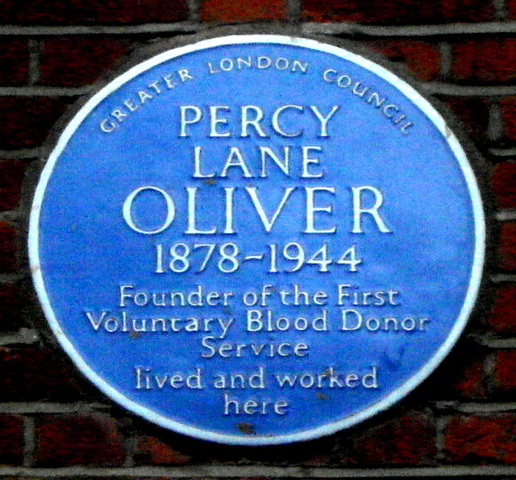 GREATER LONDON COUNCIL
PERCY
LANE
OLIVER
1878-1944
Founder of the First
Voluntary Blood Donor
Service
lived and worked
here